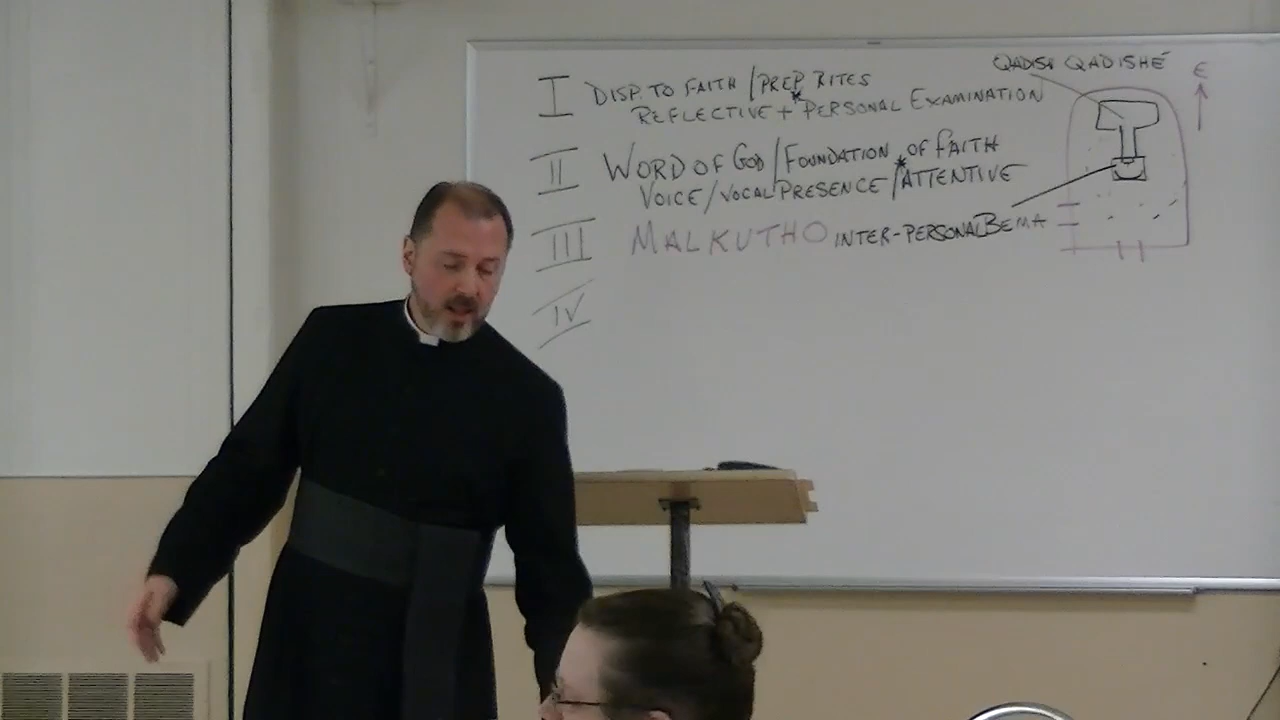 I DISP. TO FAITH / PREP RITES
REFLECTIVE + * PERSONAL EXAMINATION
II WORD OF GOD / FOUNDATION OF FAITH
VOICE / VOCAL PRESENCE / * ATTENTIVE
III MALKUTHO INTER-PERSONAL BEMA
IV
QADISH QADISHÉ
E